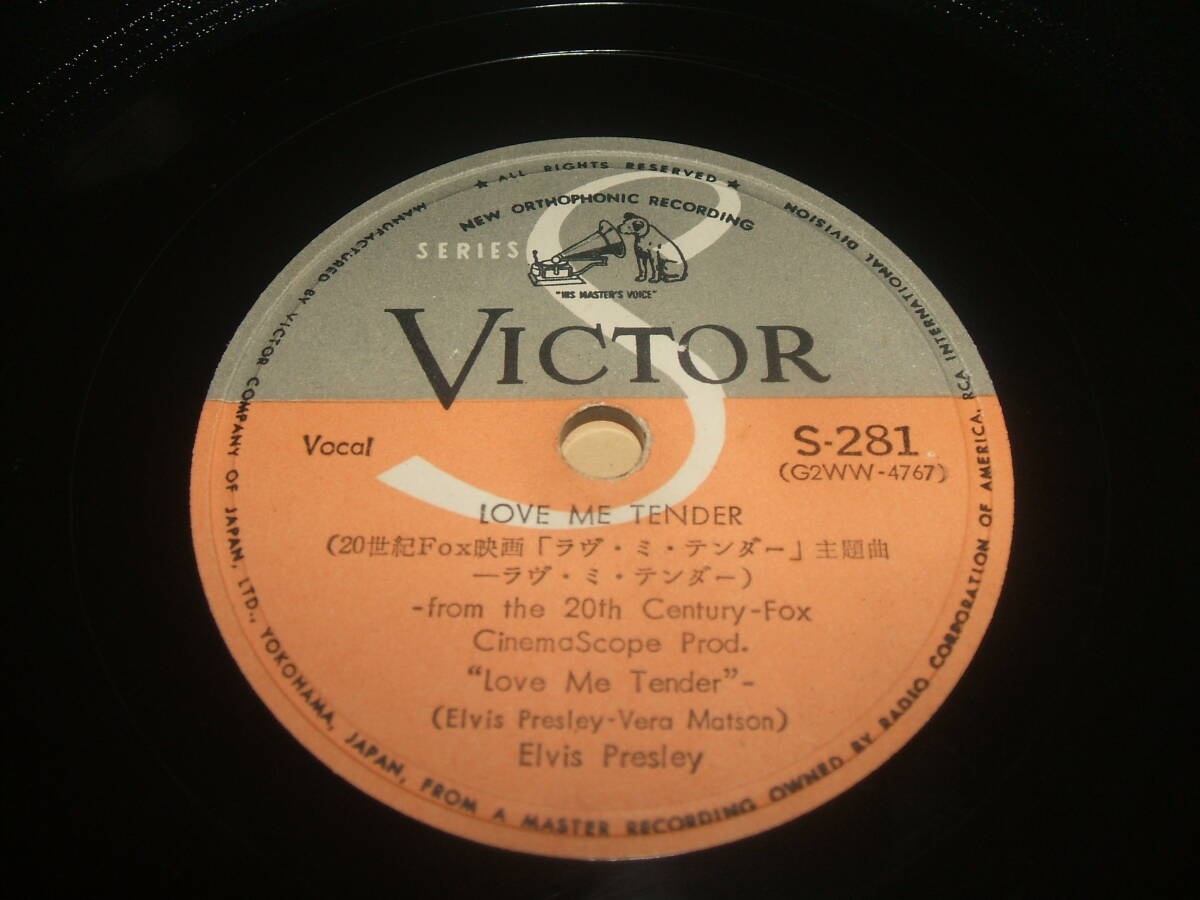 ★ ALL RIGHTS RESERVED ★
NEW ORTHOPHONIC RECORDING
SERIES S
"HIS MASTER'S VOICE"
VICTOR
Vocal
S-281
(G2WW-4767)
LOVE ME TENDER
(20世紀Fox映画「ラヴ・ミ・テンダー」主題曲
―ラヴ・ミ・テンダー)
-from the 20th Century-Fox
CinemaScope Prod.
"Love Me Tender"-
(Elvis Presley-Vera Matson)
Elvis Presley
MANUFACTURED BY VICTOR COMPANY OF JAPAN, LTD., YOKOHAMA, JAPAN, FROM A MASTER RECORDING OWNED BY RADIO CORPORATION OF AMERICA, RCA INTERNATIONAL DIVISION